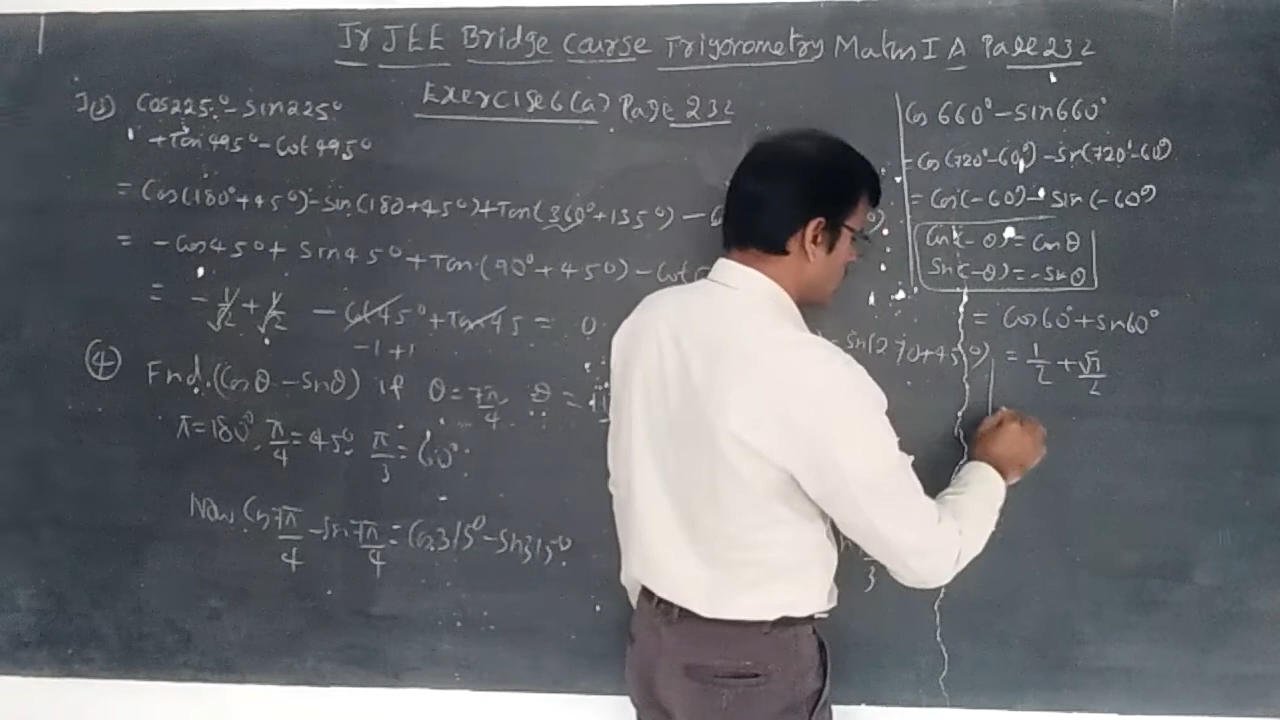 Jr JEE Bridge Course Trigonometry Maths I A Page 232
Exercise 6(a) Page 232
I(3) Cos225° - Sin225°
+ Tan 495° - Cot 495°
= Cos(180°+45°) - sin(180+45°) + Tan(360°+135°) -
= - Cos45° + Sin45° + Tan(90°+45°) - Cot(
= - 1/√2 + 1/√2 - Cot45° + Tan45 = 0
-1 +1
④ Find (Cosθ - Sinθ) if θ = 7π/4, θ =
π = 180°, π/4 = 45° π/3 = 60°
Now Cos 7π/4 - sin 7π/4 = Cos315° - Sin315°
- Sin(270+45°)
3
Cos 660° - sin660°
= Cos(720°-60°) - Sin(720°-60°)
= Cos(-60) - sin(-60°)
Cos(-θ) = Cosθ
Sin(-θ) = -Sinθ
= Cos60° + sin60°
= 1/2 + √3/2